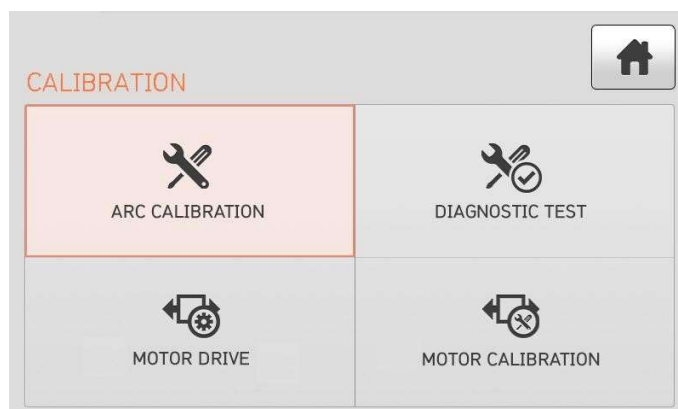 CALIBRATION
ARC CALIBRATION
DIAGNOSTIC TEST
MOTOR DRIVE
MOTOR CALIBRATION